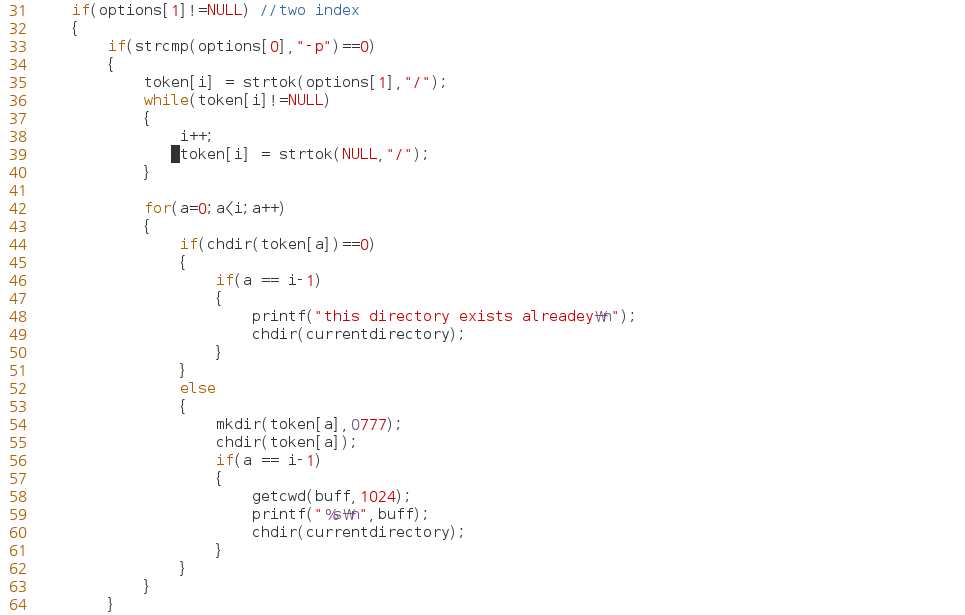 31     if(options[1]!=NULL) //two index
32     {
33         if(strcmp(options[0],"-p")==0)
34         {
35             token[i] = strtok(options[1],"/");
36             while(token[i]!=NULL)
37             {
38                 i++;
39                 token[i] = strtok(NULL,"/");
40             }
41
42             for(a=0;a<i;a++)
43             {
44                 if(chdir(token[a])==0)
45                 {
46                     if(a == i-1)
47                     {
48                         printf("this directory exists alreadey₩n");
49                         chdir(currentdirectory);
50                     }
51                 }
52                 else
53                 {
54                     mkdir(token[a],0777);
55                     chdir(token[a]);
56                     if(a == i-1)
57                     {
58                         getcwd(buff,1024);
59                         printf("%s₩n",buff);
60                         chdir(currentdirectory);
61                     }
62                 }
63             }
64         }